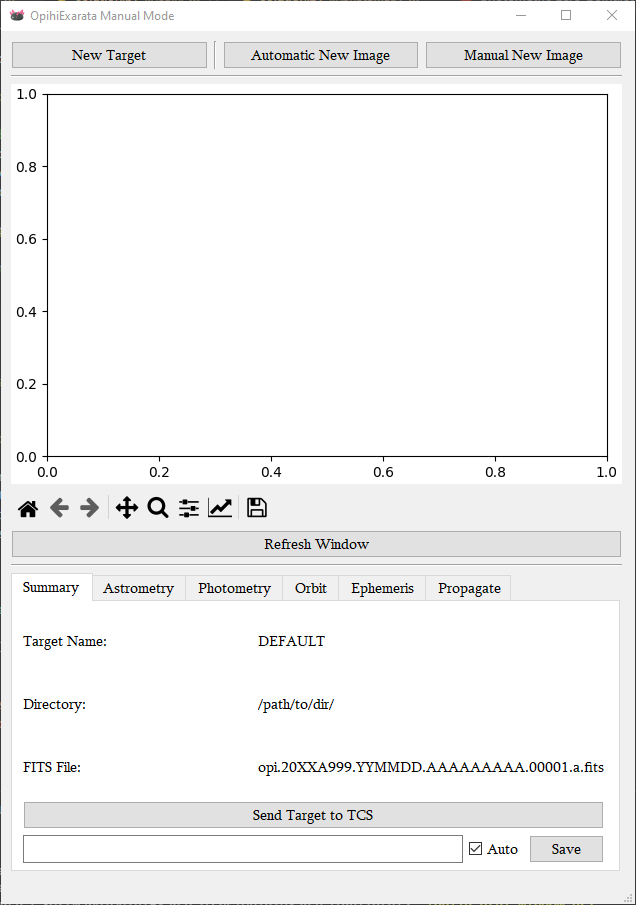 OpihiExarata Manual Mode
New Target Automatic New Image Manual New Image
1.0
0.8
0.6
0.4
0.2
0.0
0.0 0.2 0.4 0.6 0.8 1.0
Refresh Window
Summary Astrometry Photometry Orbit Ephemeris Propagate
Target Name: DEFAULT
Directory: /path/to/dir/
FITS File: opi.20XXA999.YYMMDD.AAAAAAAAA.00001.a.fits
Send Target to TCS
Auto Save